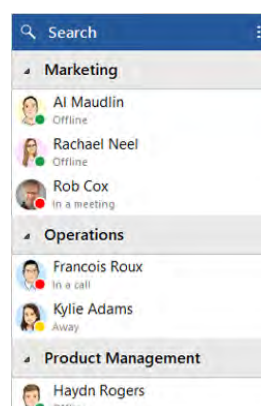 Search
Marketing
Al Maudlin
Offline
Rachael Neel
Offline
Rob Cox
In a meeting
Operations
Francois Roux
In a call
Kylie Adams
Away
Product Management
Haydn Rogers